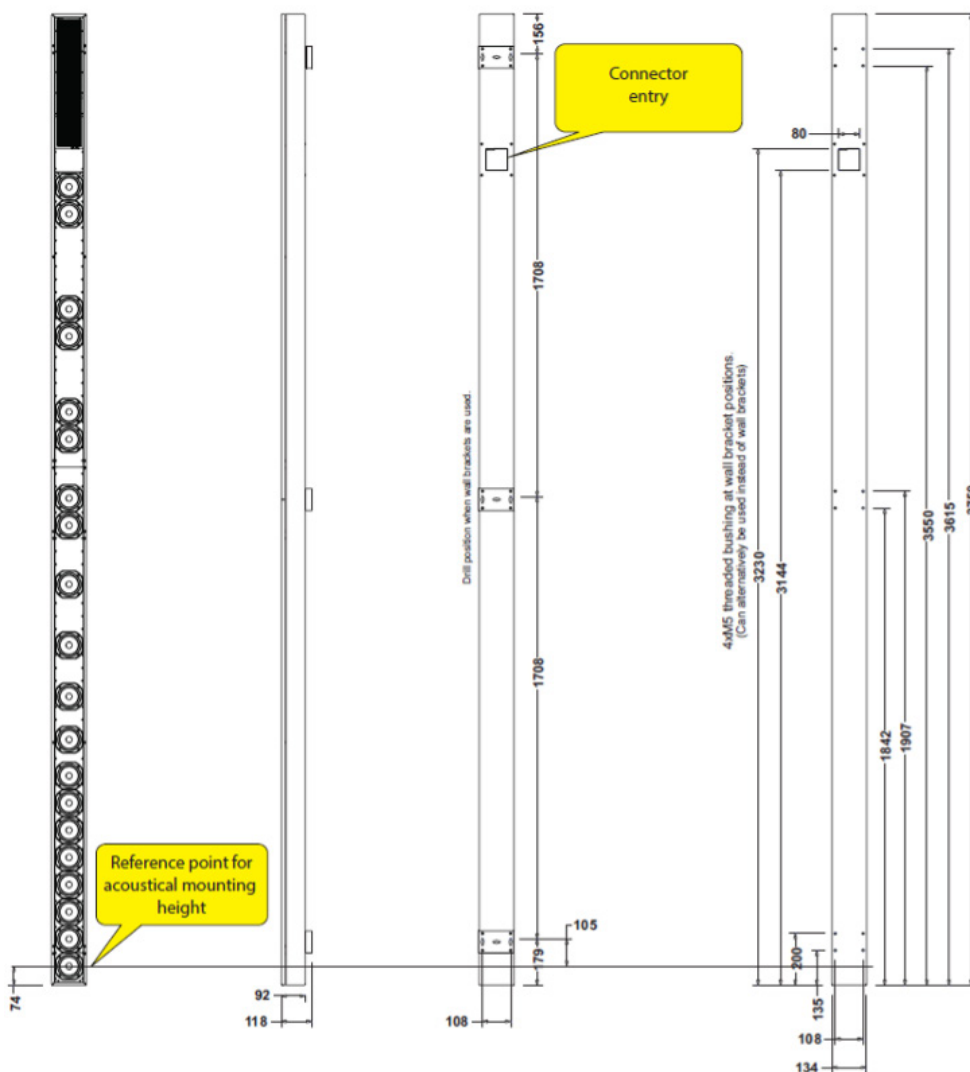 156
Connector
entry
80
1708
Drill position when wall brackets are used.
4xM5 threaded bushing at wall bracket positions.
(Can alternatively be used instead of wall brackets)
3230
3144
3550
3615
1708
1842
1907
Reference point for
acoustical mounting
height
105
179
200
74
92
118
108
135
108
134